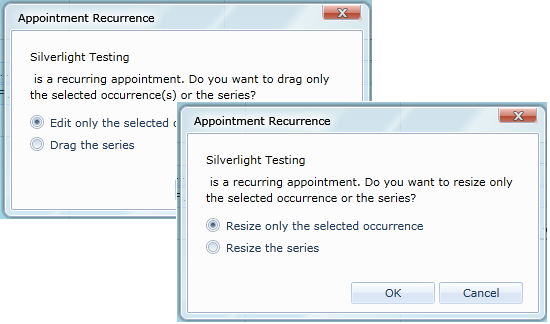 Appointment Recurrence
Silverlight Testing
is a recurring appointment. Do you want to drag only
the selected occurrence(s) or the series?
Edit only the selected
Drag the series
Appointment Recurrence
Silverlight Testing
is a recurring appointment. Do you want to resize only
the selected occurrence or the series?
Resize only the selected occurrence
Resize the series
OK
Cancel